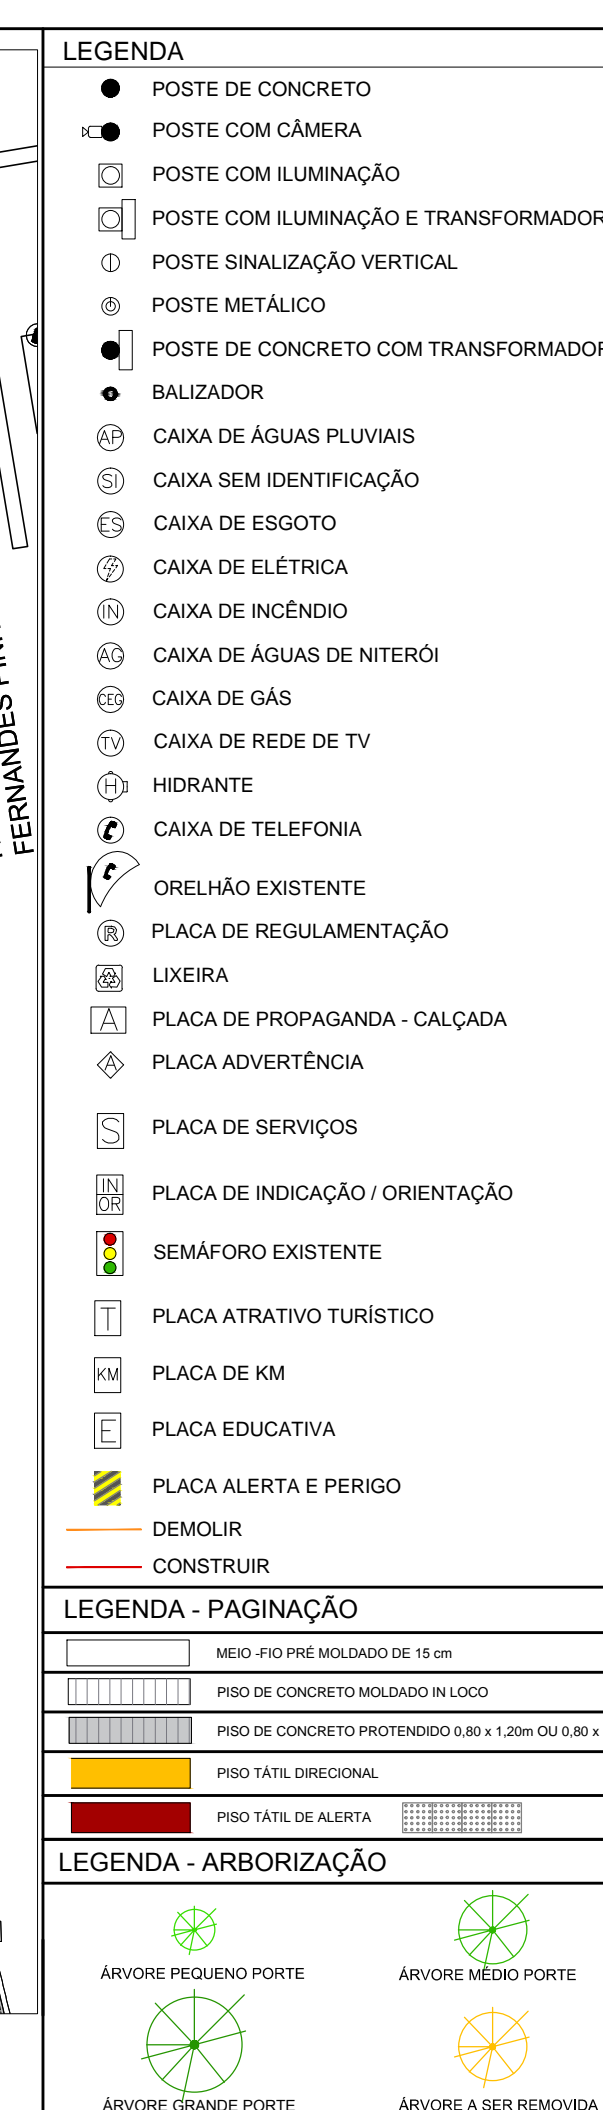 LEGENDA
POSTE DE CONCRETO
POSTE COM CÂMERA
POSTE COM ILUMINAÇÃO
POSTE COM ILUMINAÇÃO E TRANSFORMADOR
POSTE SINALIZAÇÃO VERTICAL
POSTE METÁLICO
POSTE DE CONCRETO COM TRANSFORMADOR
BALIZADOR
AP CAIXA DE ÁGUAS PLUVIAIS
SI CAIXA SEM IDENTIFICAÇÃO
ES CAIXA DE ESGOTO
CAIXA DE ELÉTRICA
IN CAIXA DE INCÊNDIO
AG CAIXA DE ÁGUAS DE NITERÓI
CEG CAIXA DE GÁS
TV CAIXA DE REDE DE TV
H HIDRANTE
CAIXA DE TELEFONIA
ORELHÃO EXISTENTE
R PLACA DE REGULAMENTAÇÃO
LIXEIRA
A PLACA DE PROPAGANDA - CALÇADA
A PLACA ADVERTÊNCIA
S PLACA DE SERVIÇOS
IN
OR PLACA DE INDICAÇÃO / ORIENTAÇÃO
SEMÁFORO EXISTENTE
T PLACA ATRATIVO TURÍSTICO
KM PLACA DE KM
E PLACA EDUCATIVA
PLACA ALERTA E PERIGO
DEMOLIR
CONSTRUIR
FERNANDES
LEGENDA - PAGINAÇÃO
MEIO -FIO PRÉ MOLDADO DE 15 cm
PISO DE CONCRETO MOLDADO IN LOCO
PISO DE CONCRETO PROTENDIDO 0,80 x 1,20m OU 0,80 x
PISO TÁTIL DIRECIONAL
PISO TÁTIL DE ALERTA
LEGENDA - ARBORIZAÇÃO
ÁRVORE PEQUENO PORTE
ÁRVORE MÉDIO PORTE
ÁRVORE GRANDE PORTE
ÁRVORE A SER REMOVIDA